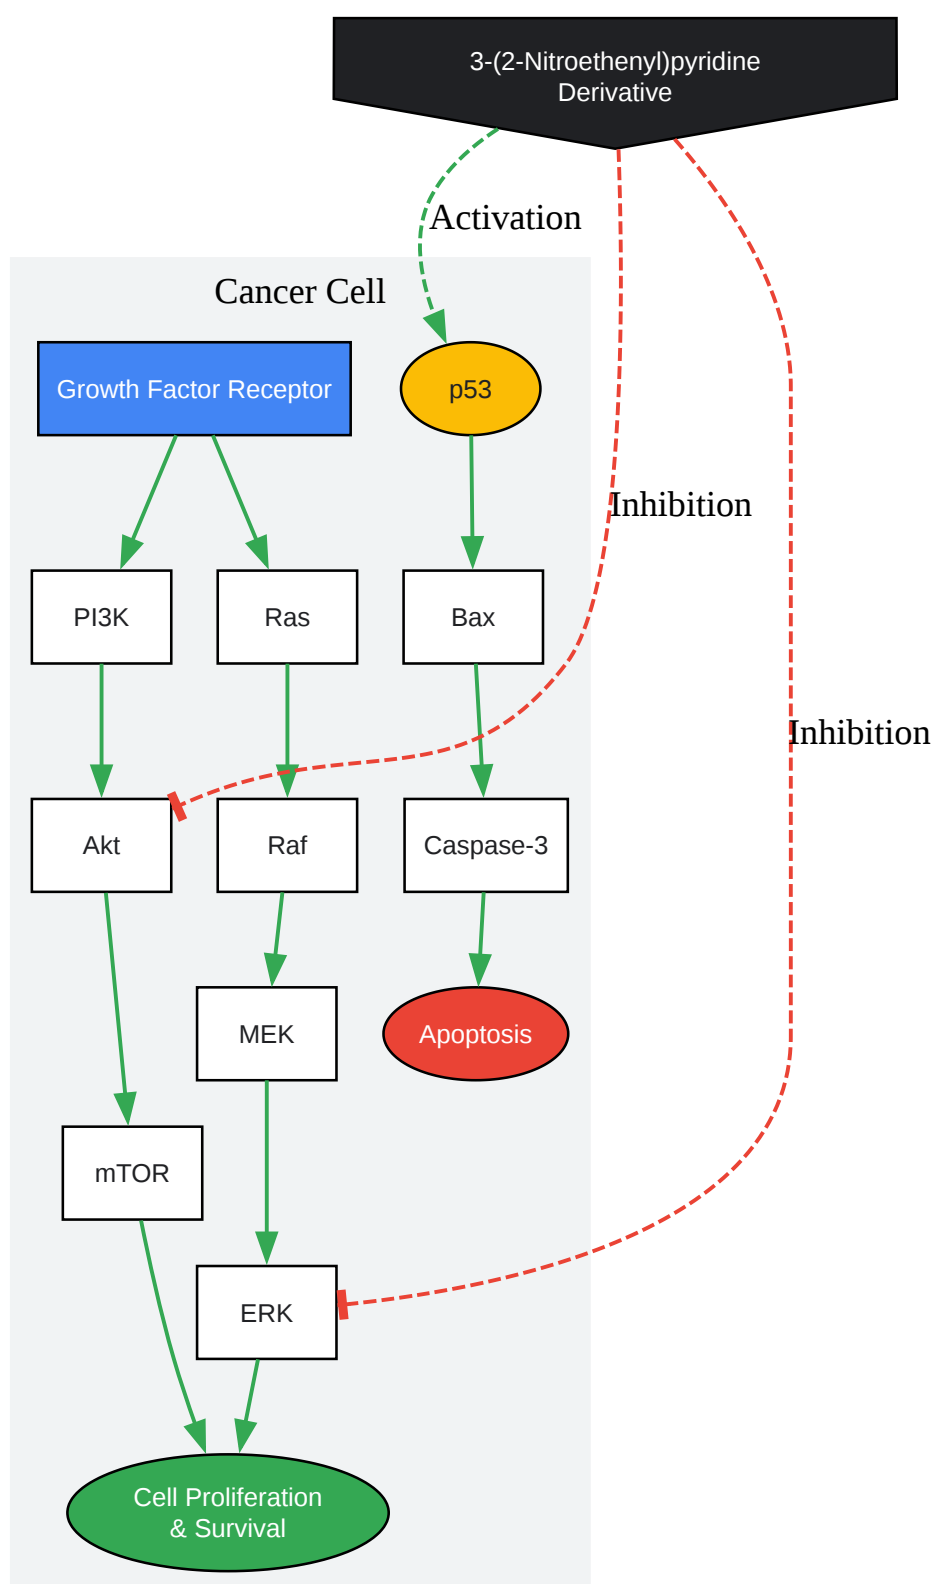 3-(2-Nitroethenyl)pyridine
Derivative
Activation
Cancer Cell
Growth Factor Receptor
p53
Inhibition
PI3K
Ras
Bax
Inhibition
Akt
Raf
Caspase-3
MEK
Apoptosis
mTOR
ERK
Cell Proliferation
& Survival